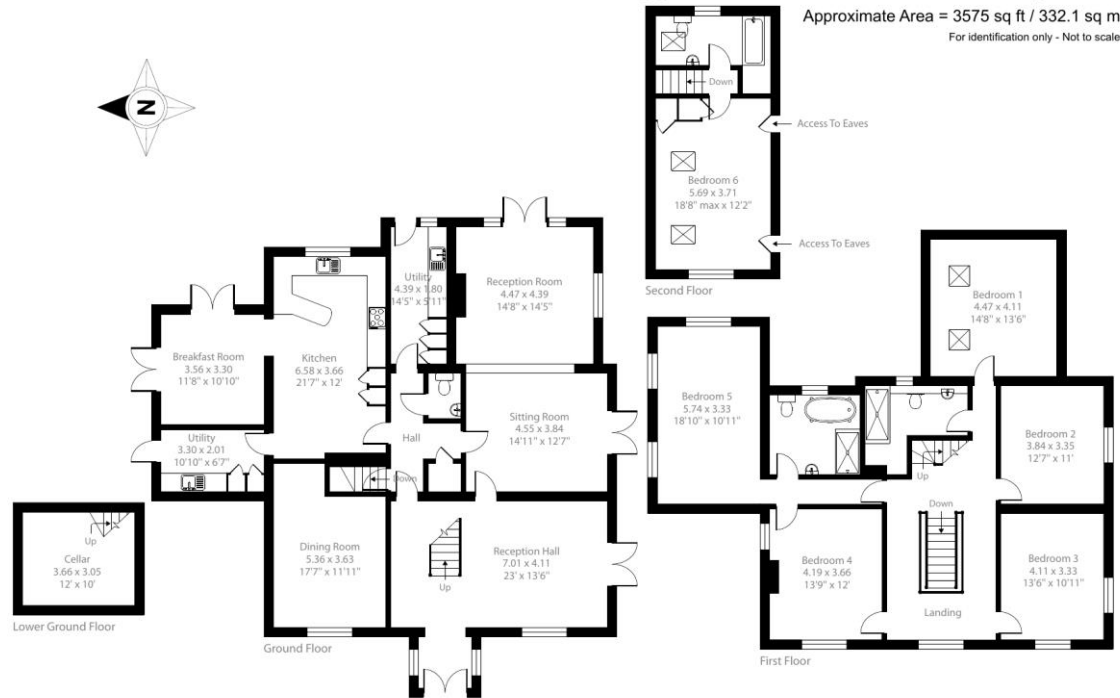 Approximate Area = 3575 sq ft / 332.1 sq m
For identification only - Not to scale
N
Down
Access To Eaves
Bedroom 6
5.69 x 3.71
18'8" max x 12'2"
Access To Eaves
Second Floor
Utility
4.39 x 1.80
14'5" x 5'11"
Reception Room
4.47 x 4.39
14'8" x 14'5"
Breakfast Room
3.56 x 3.30
11'8" x 10'10"
Kitchen
6.58 x 3.66
21'7" x 12'
Sitting Room
4.55 x 3.84
14'11" x 12'7"
Hall
Utility
3.30 x 2.01
10'10" x 6'7"
Down
Dining Room
5.36 x 3.63
17'7" x 11'11"
Reception Hall
7.01 x 4.11
23' x 13'6"
Up
Ground Floor
Up
Cellar
3.66 x 3.05
12' x 10'
Lower Ground Floor
Bedroom 1
4.47 x 4.11
14'8" x 13'6"
Bedroom 5
5.74 x 3.33
18'10" x 10'11"
Bedroom 2
3.84 x 3.35
12'7" x 11'
Up
Down
Bedroom 4
4.19 x 3.66
13'9" x 12'
Bedroom 3
4.11 x 3.33
13'6" x 10'11"
Landing
First Floor